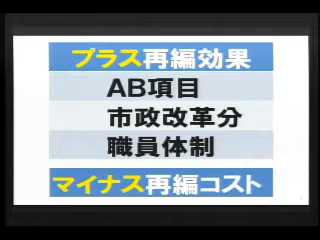 プラス再編効果
AB項目
市政改革分
職員体制
マイナス再編コスト